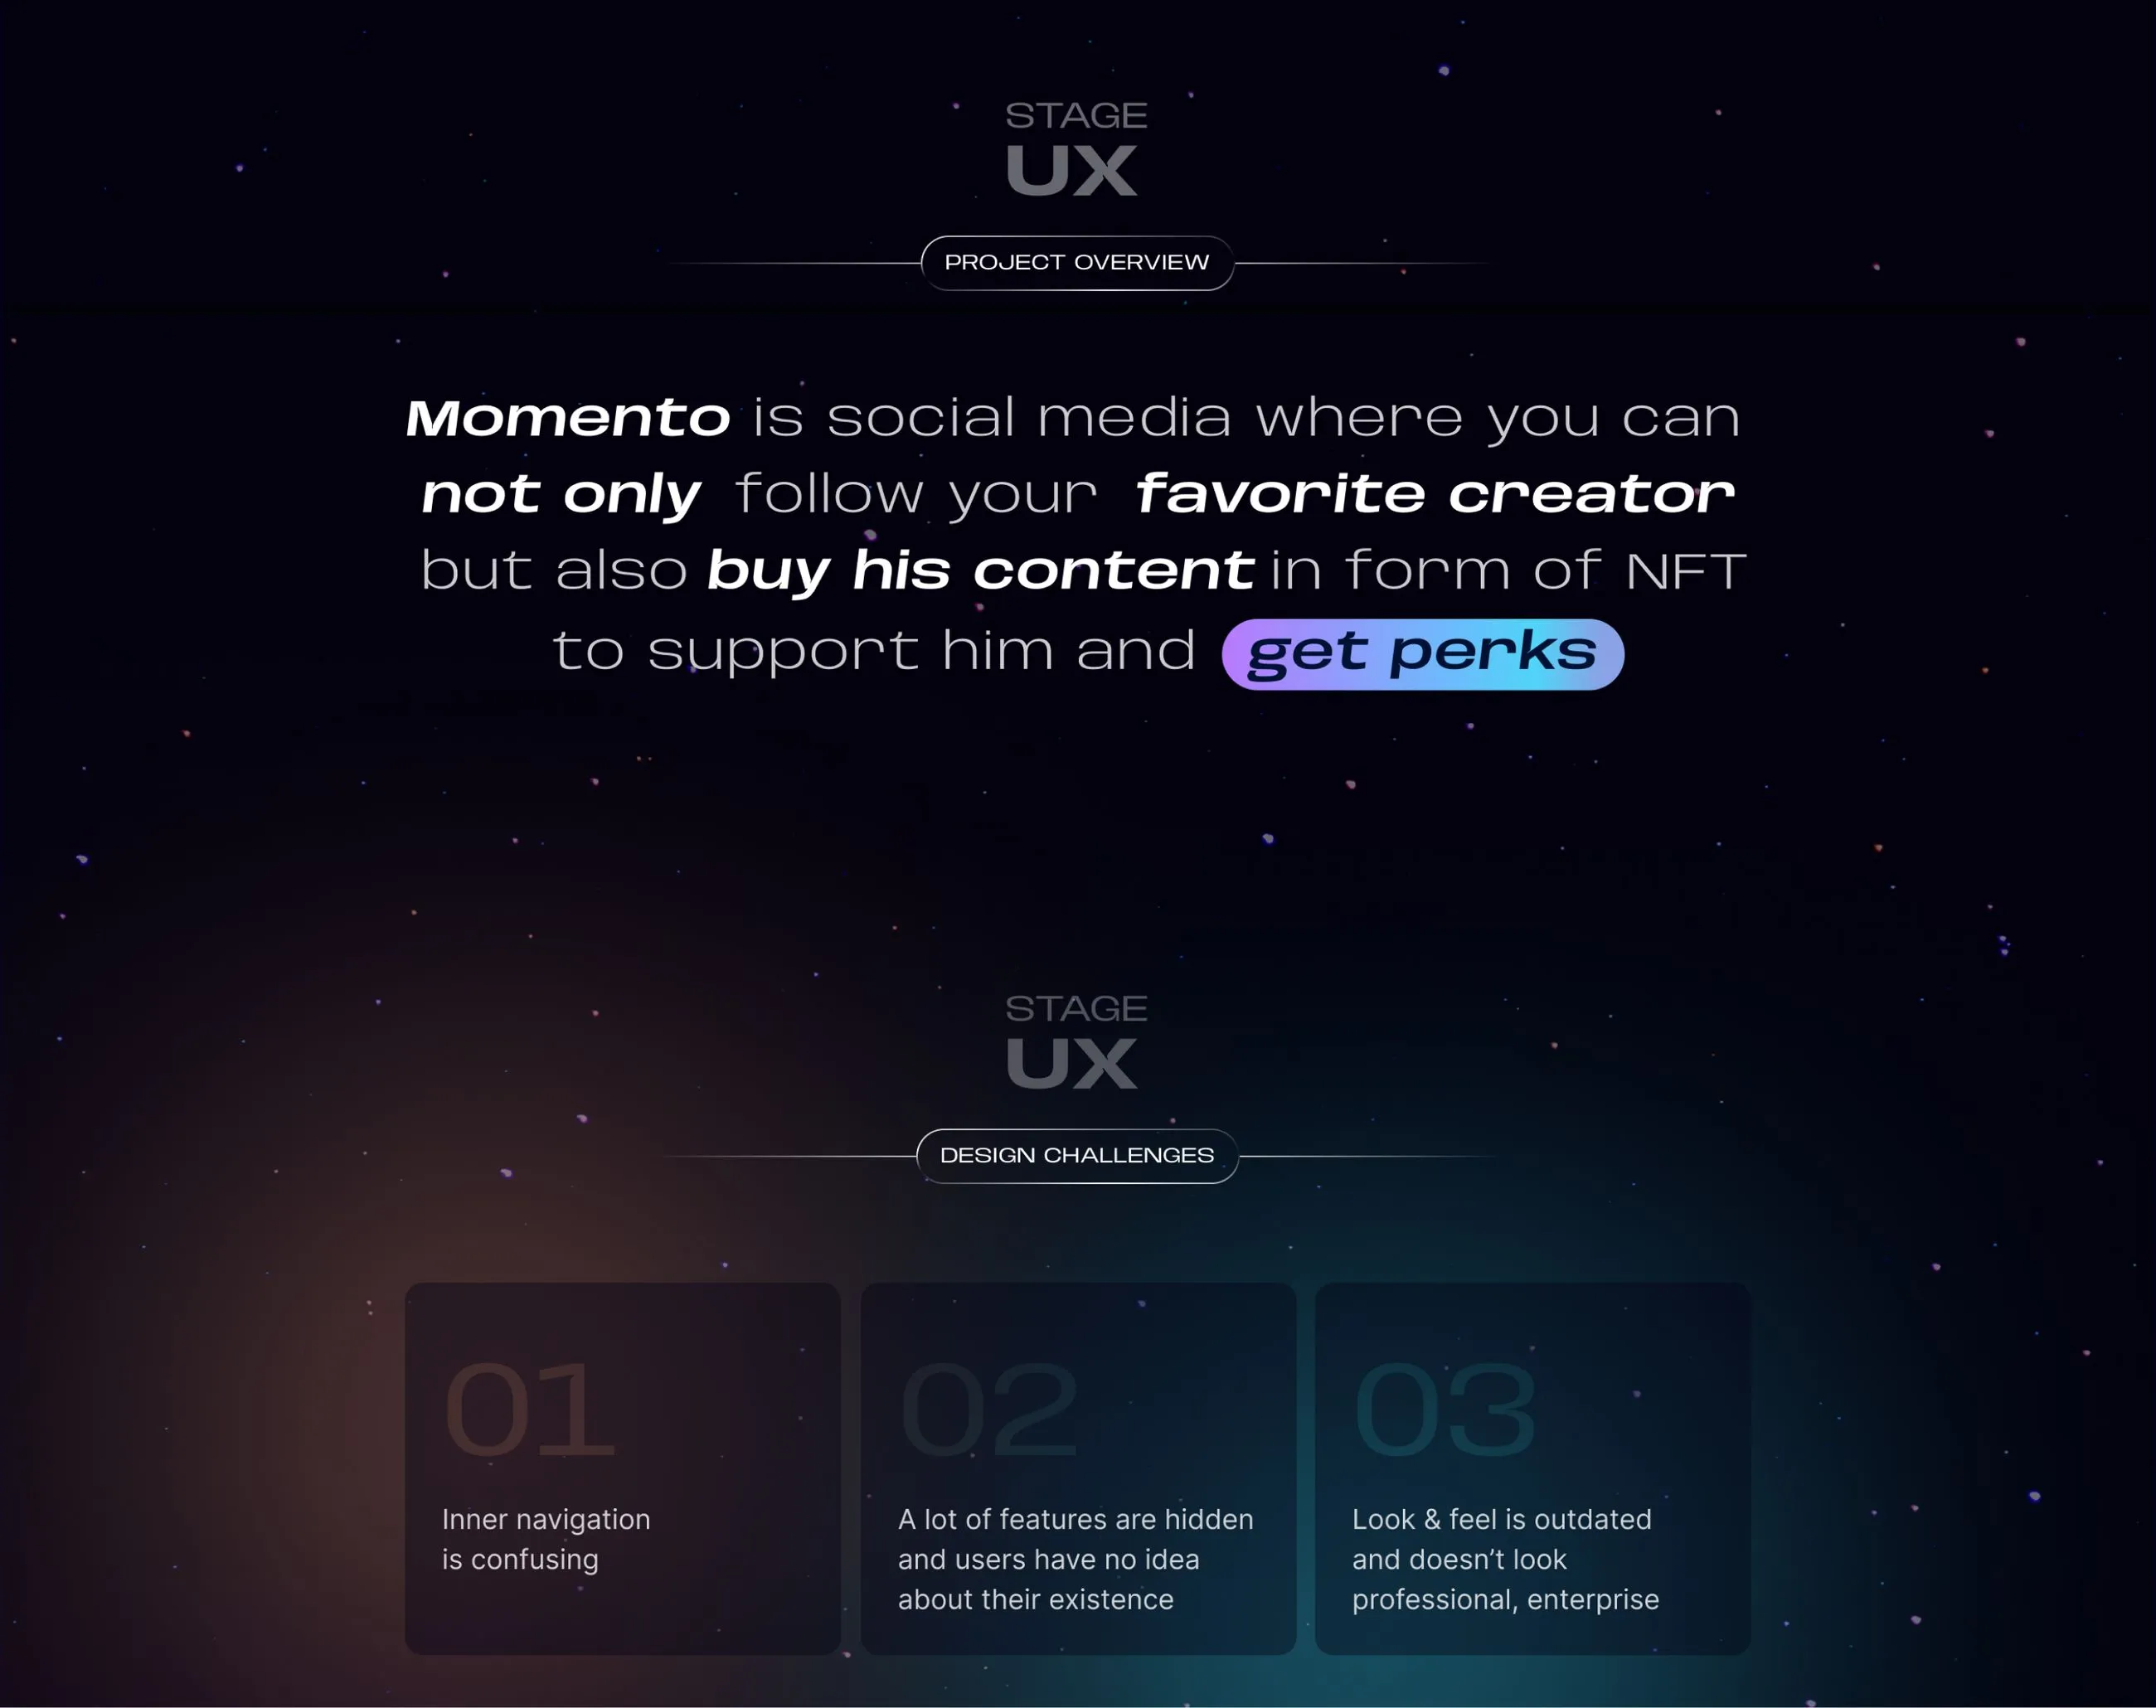 STAGE
UX
PROJECT OVERVIEW
Momento is social media where you can
not only follow your favorite creator
but also buy his content in form of NFT
to support him and get perks
STAGE
UX
DESIGN CHALLENGES
01
Inner navigation
is confusing
02
A lot of features are hidden
and users have no idea
about their existence
03
Look & feel is outdated
and doesn’t look
professional, enterprise